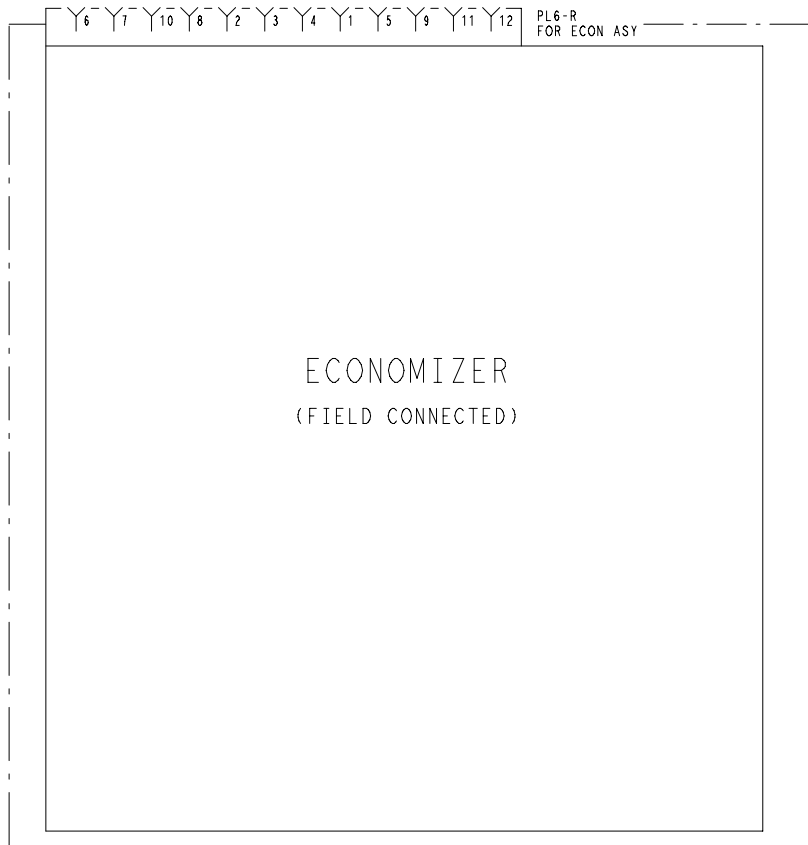 6 7 10 8 2 3 4 1 5 9 11 12
PL6-R
FOR ECON ASY
ECONOMIZER
(FIELD CONNECTED)